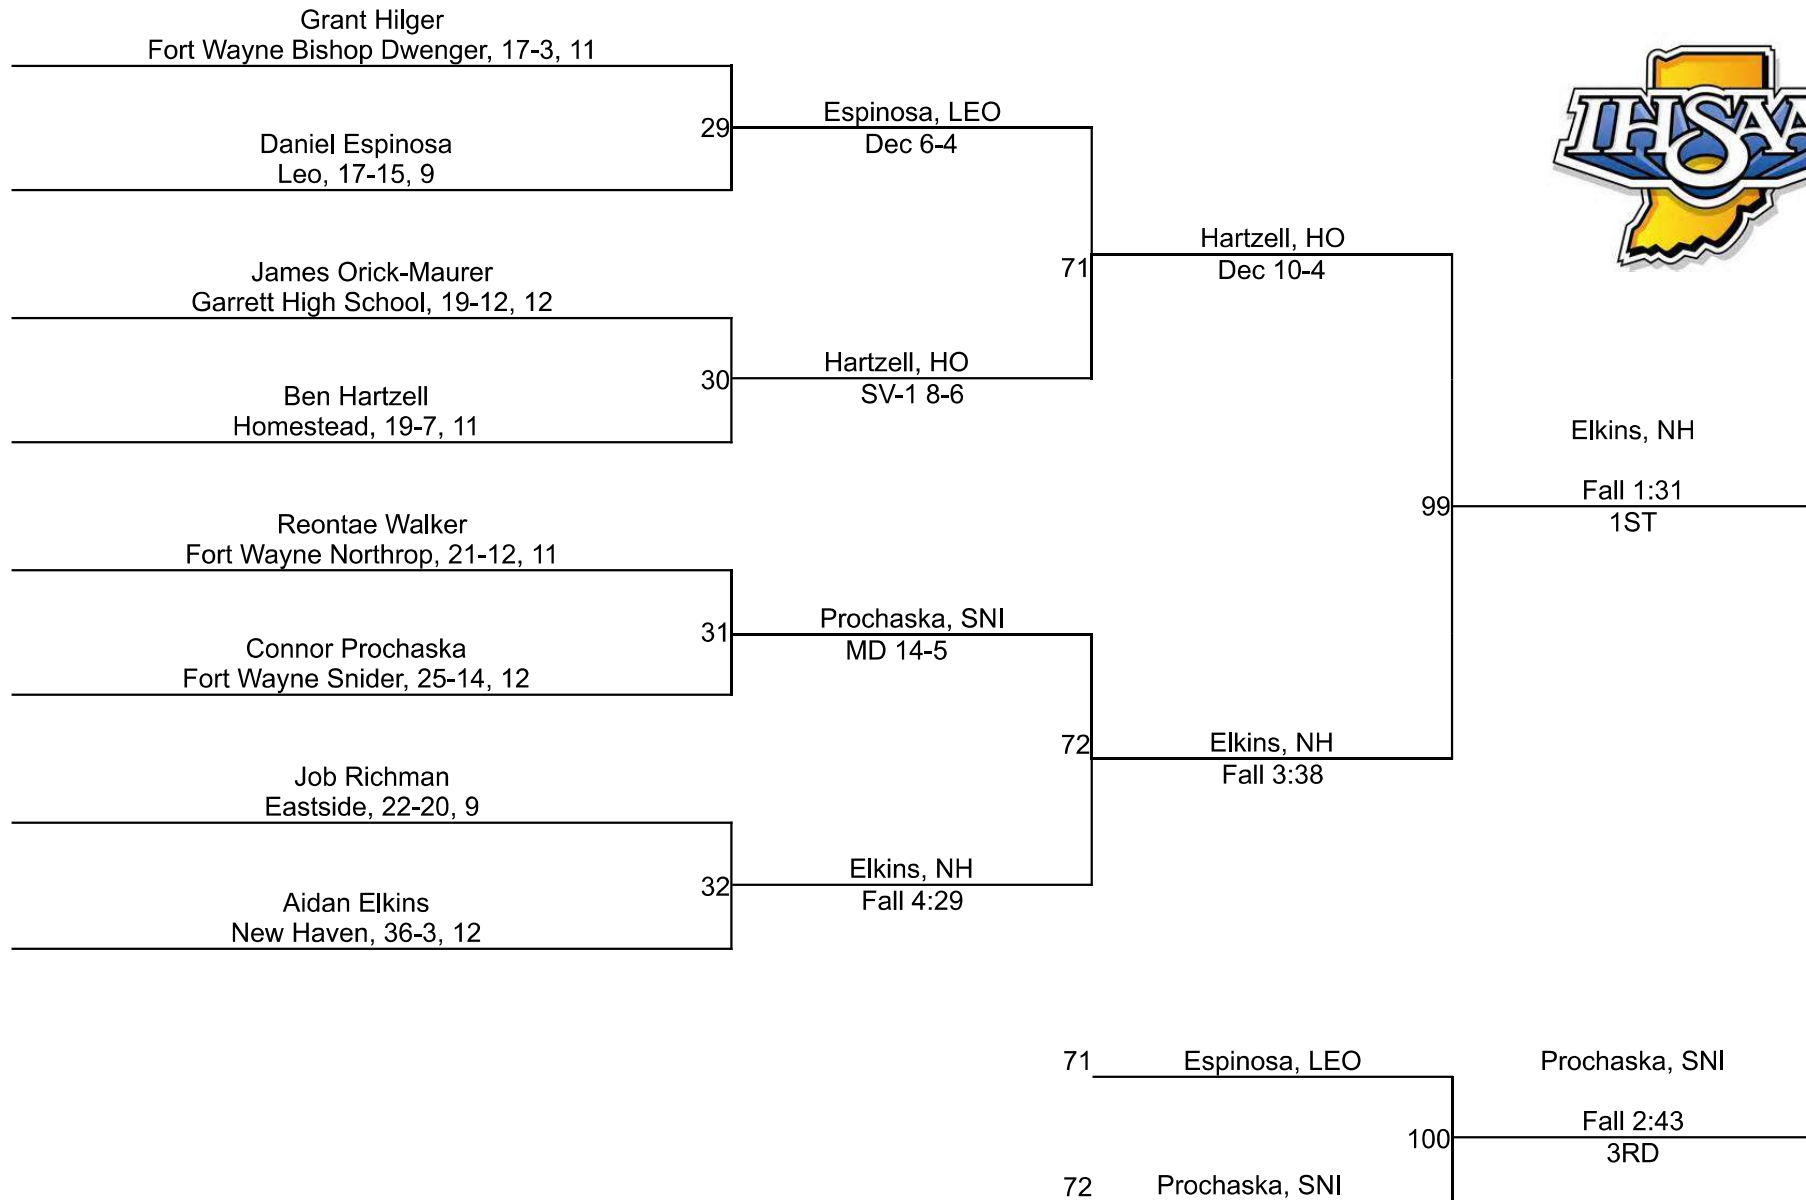 Grant Hilger
Fort Wayne Bishop Dwenger, 17-3, 11
29
Espinosa, LEO
Dec 6-4
Daniel Espinosa
Leo, 17-15, 9
IHSAA
James Orick-Maurer
Garrett High School, 19-12, 12
71
Hartzell, HO
Dec 10-4
30
Hartzell, HO
SV-1 8-6
Ben Hartzell
Homestead, 19-7, 11
Elkins, NH
Fall 1:31
1ST
99
Reontae Walker
Fort Wayne Northrop, 21-12, 11
31
Prochaska, SNI
MD 14-5
Connor Prochaska
Fort Wayne Snider, 25-14, 12
72
Elkins, NH
Fall 3:38
Job Richman
Eastside, 22-20, 9
32
Elkins, NH
Fall 4:29
Aidan Elkins
New Haven, 36-3, 12
71
Espinosa, LEO
Prochaska, SNI
Fall 2:43
3RD
100
72
Prochaska, SNI